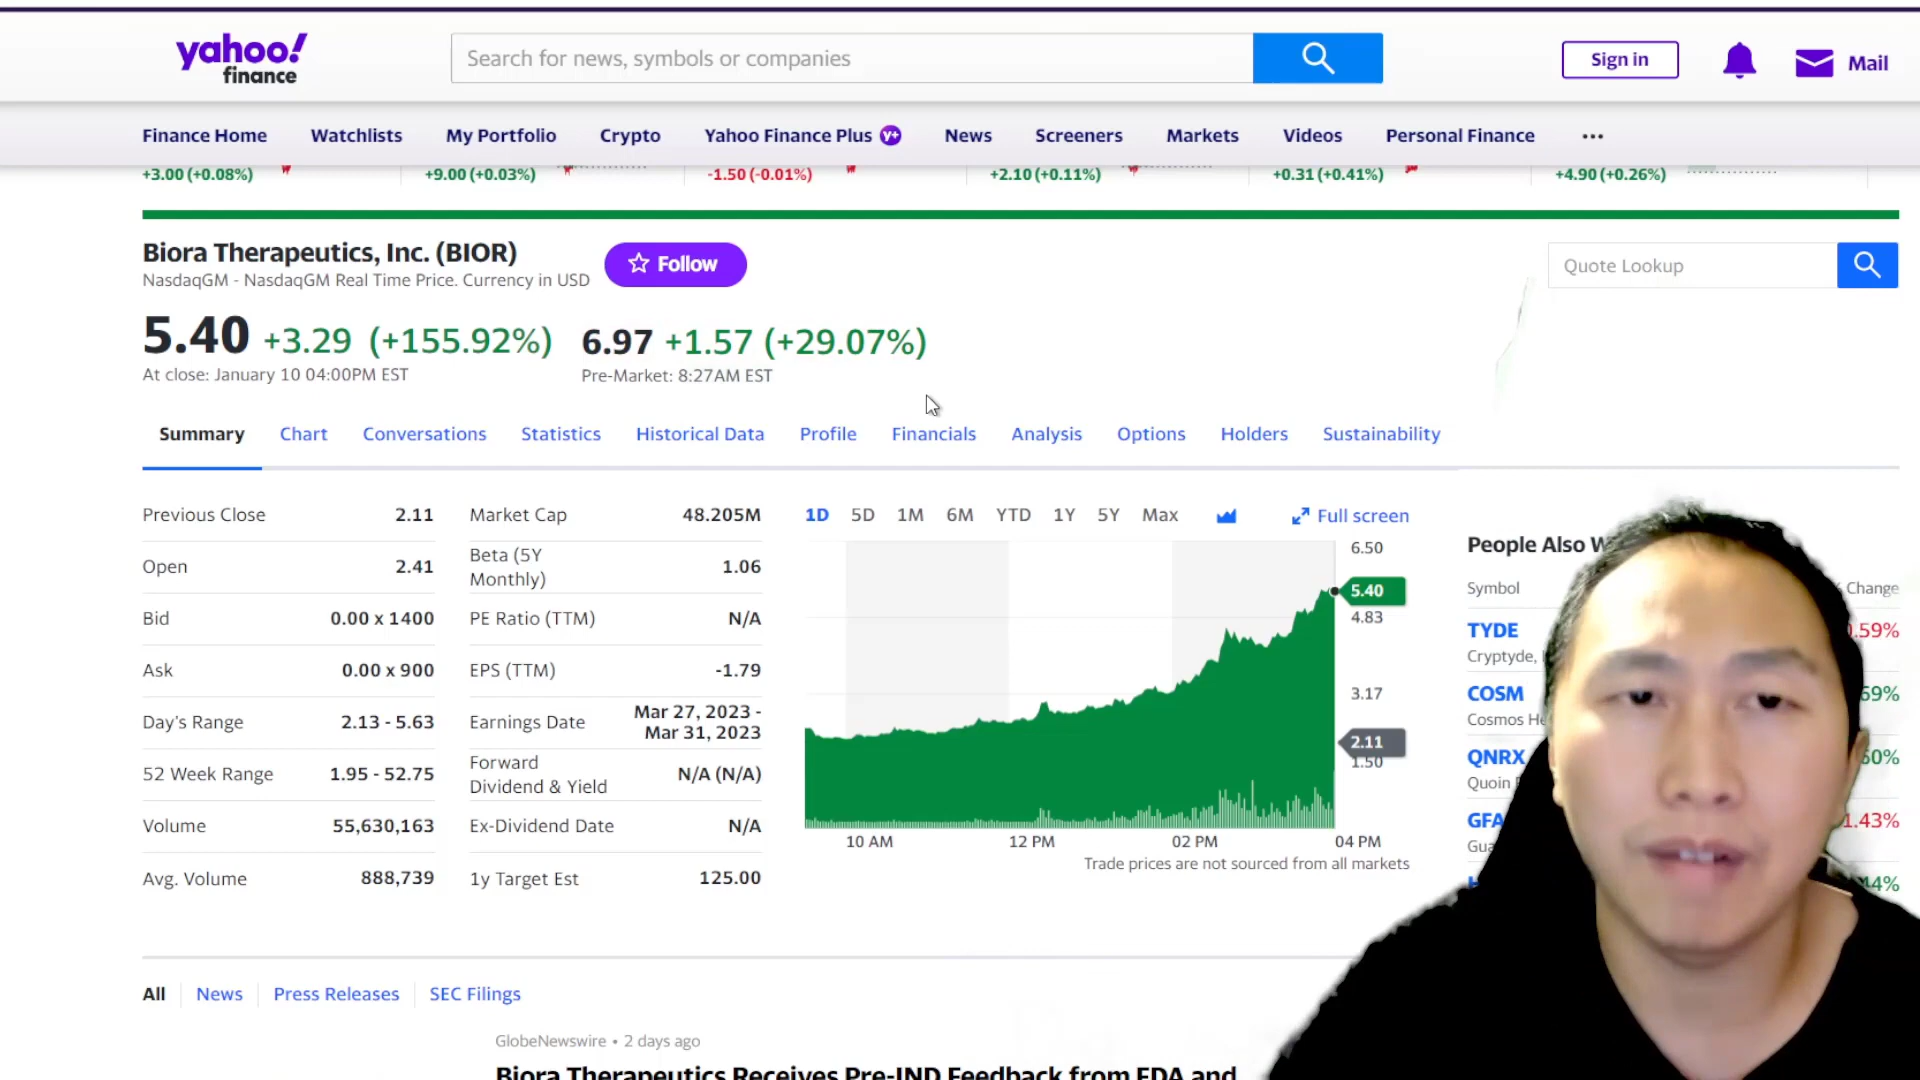 yahoo!
finance
Search for news, symbols or companies
Sign in
Mail
Finance Home
Watchlists
My Portfolio
Crypto
Yahoo Finance Plus Y+
News
Screeners
Markets
Videos
Personal Finance
...
+3.00 (+0.08%)
+9.00 (+0.03%)
-1.50 (-0.01%)
+2.10 (+0.11%)
+0.31 (+0.41%)
+4.90 (+0.26%)
Biora Therapeutics, Inc. (BIOR)
NasdaqGM - NasdaqGM Real Time Price. Currency in USD
Follow
Quote Lookup
5.40 +3.29 (+155.92%)
At close: January 10 04:00PM EST
6.97 +1.57 (+29.07%)
Pre-Market: 8:27AM EST
Summary
Chart
Conversations
Statistics
Historical Data
Profile
Financials
Analysis
Options
Holders
Sustainability
Previous Close 2.11
Open 2.41
Bid 0.00 x 1400
Ask 0.00 x 900
Day's Range 2.13 - 5.63
52 Week Range 1.95 - 52.75
Volume 55,630,163
Avg. Volume 888,739
Market Cap 48.205M
Beta (5Y
Monthly) 1.06
PE Ratio (TTM) N/A
EPS (TTM) -1.79
Earnings Date Mar 27, 2023 -
Mar 31, 2023
Forward
Dividend & Yield N/A (N/A)
Ex-Dividend Date N/A
1y Target Est 125.00
1D 5D 1M 6M YTD 1Y 5Y Max
Full screen
6.50
5.40
4.83
3.17
2.11
1.50
10 AM 12 PM 02 PM 04 PM
Trade prices are not sourced from all markets
People Also
Symbol
Change
TYDE
.59%
Cryptyde,
COSM
59%
Cosmos
QNRX
60%
Quoin
GFA
1.43%
Gua
44%
All
News
Press Releases
SEC Filings
GlobeNewswire • 2 days ago
Biora Therapeutics Receives Pre-IND Feedback from FDA and